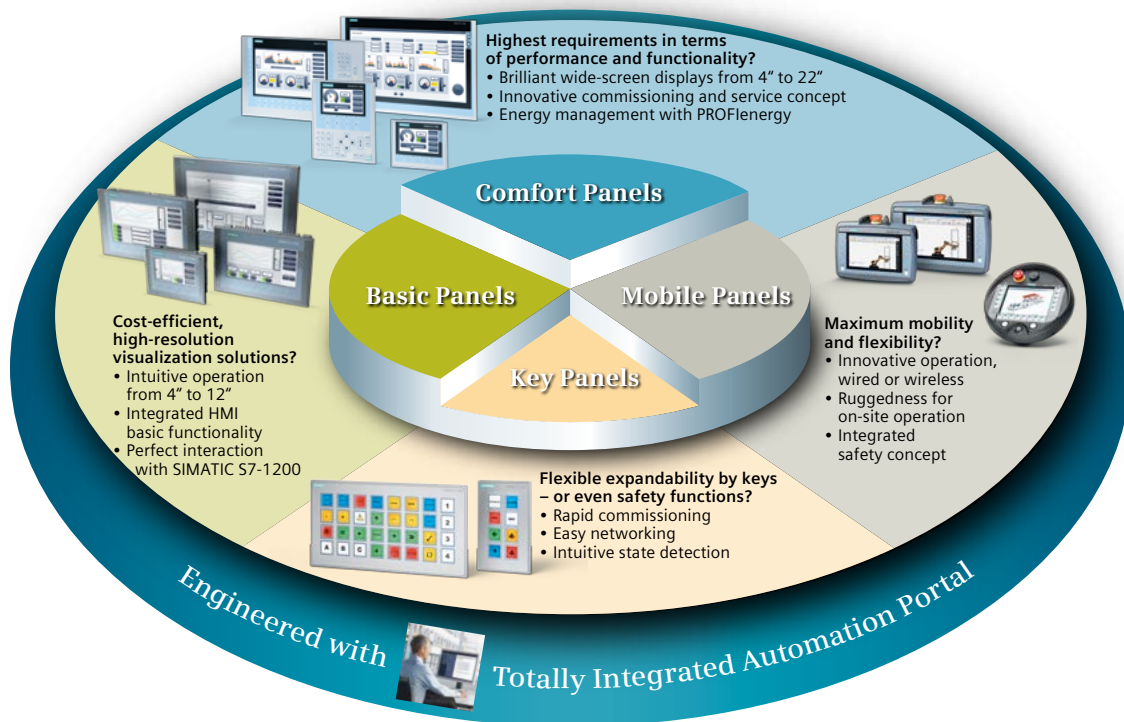 Highest requirements in terms
of performance and functionality?
• Brilliant wide-screen displays from 4“ to 22“
• Innovative commissioning and service concept
• Energy management with PROFIenergy
Comfort Panels
Basic Panels
Mobile Panels
Key Panels
Cost-efficient,
high-resolution
visualization solutions?
• Intuitive operation
from 4“ to 12“
• Integrated HMI
basic functionality
• Perfect interaction
with SIMATIC S7-1200
Maximum mobility
and flexibility?
• Innovative operation,
wired or wireless
• Ruggedness for
on-site operation
• Integrated
safety concept
Flexible expandability by keys
– or even safety functions?
• Rapid commissioning
• Easy networking
• Intuitive state detection
1
2
3
A B C 4
Engineered with Totally Integrated Automation Portal